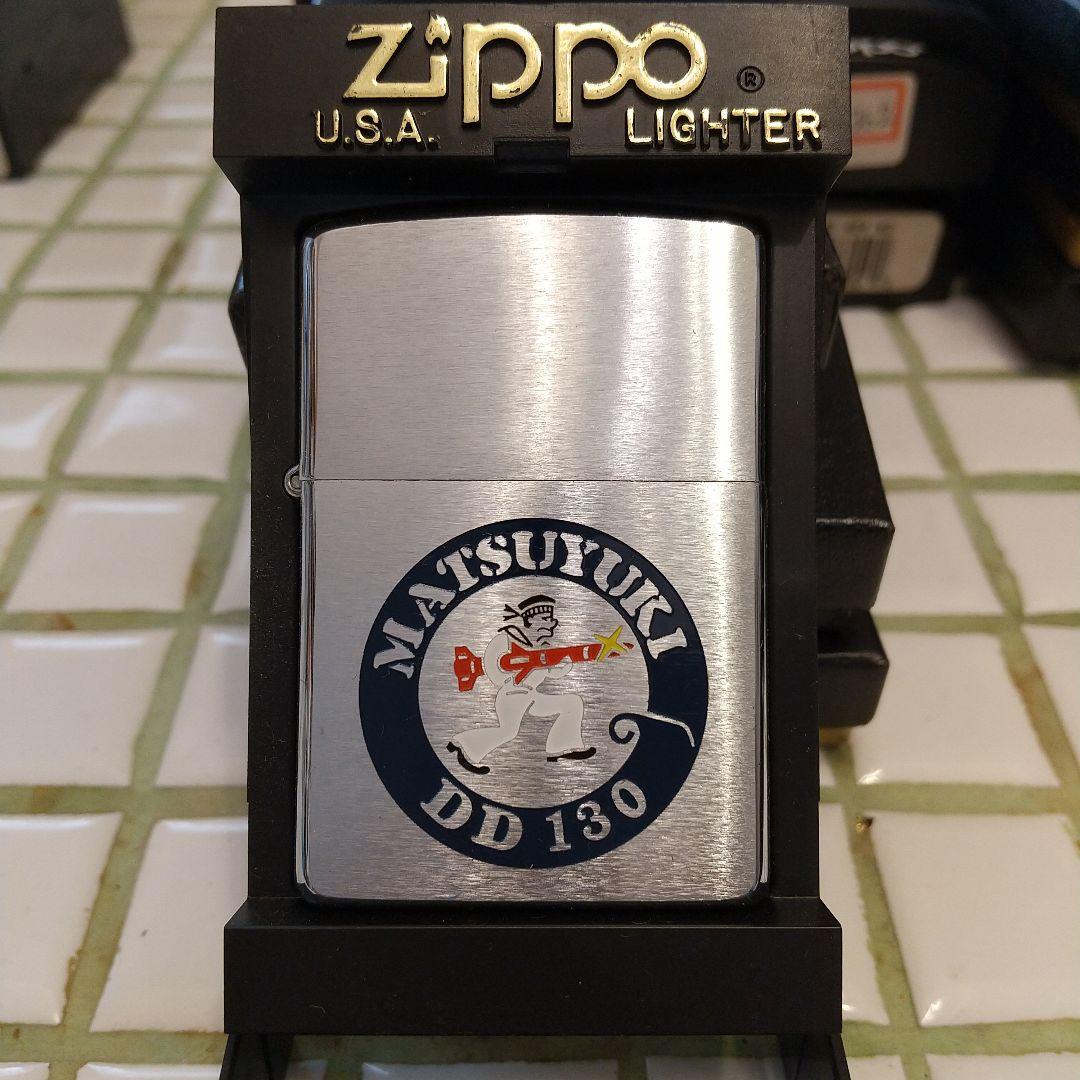 Zippo ®
U.S.A. LIGHTER
MATSUYUKI
DD 130